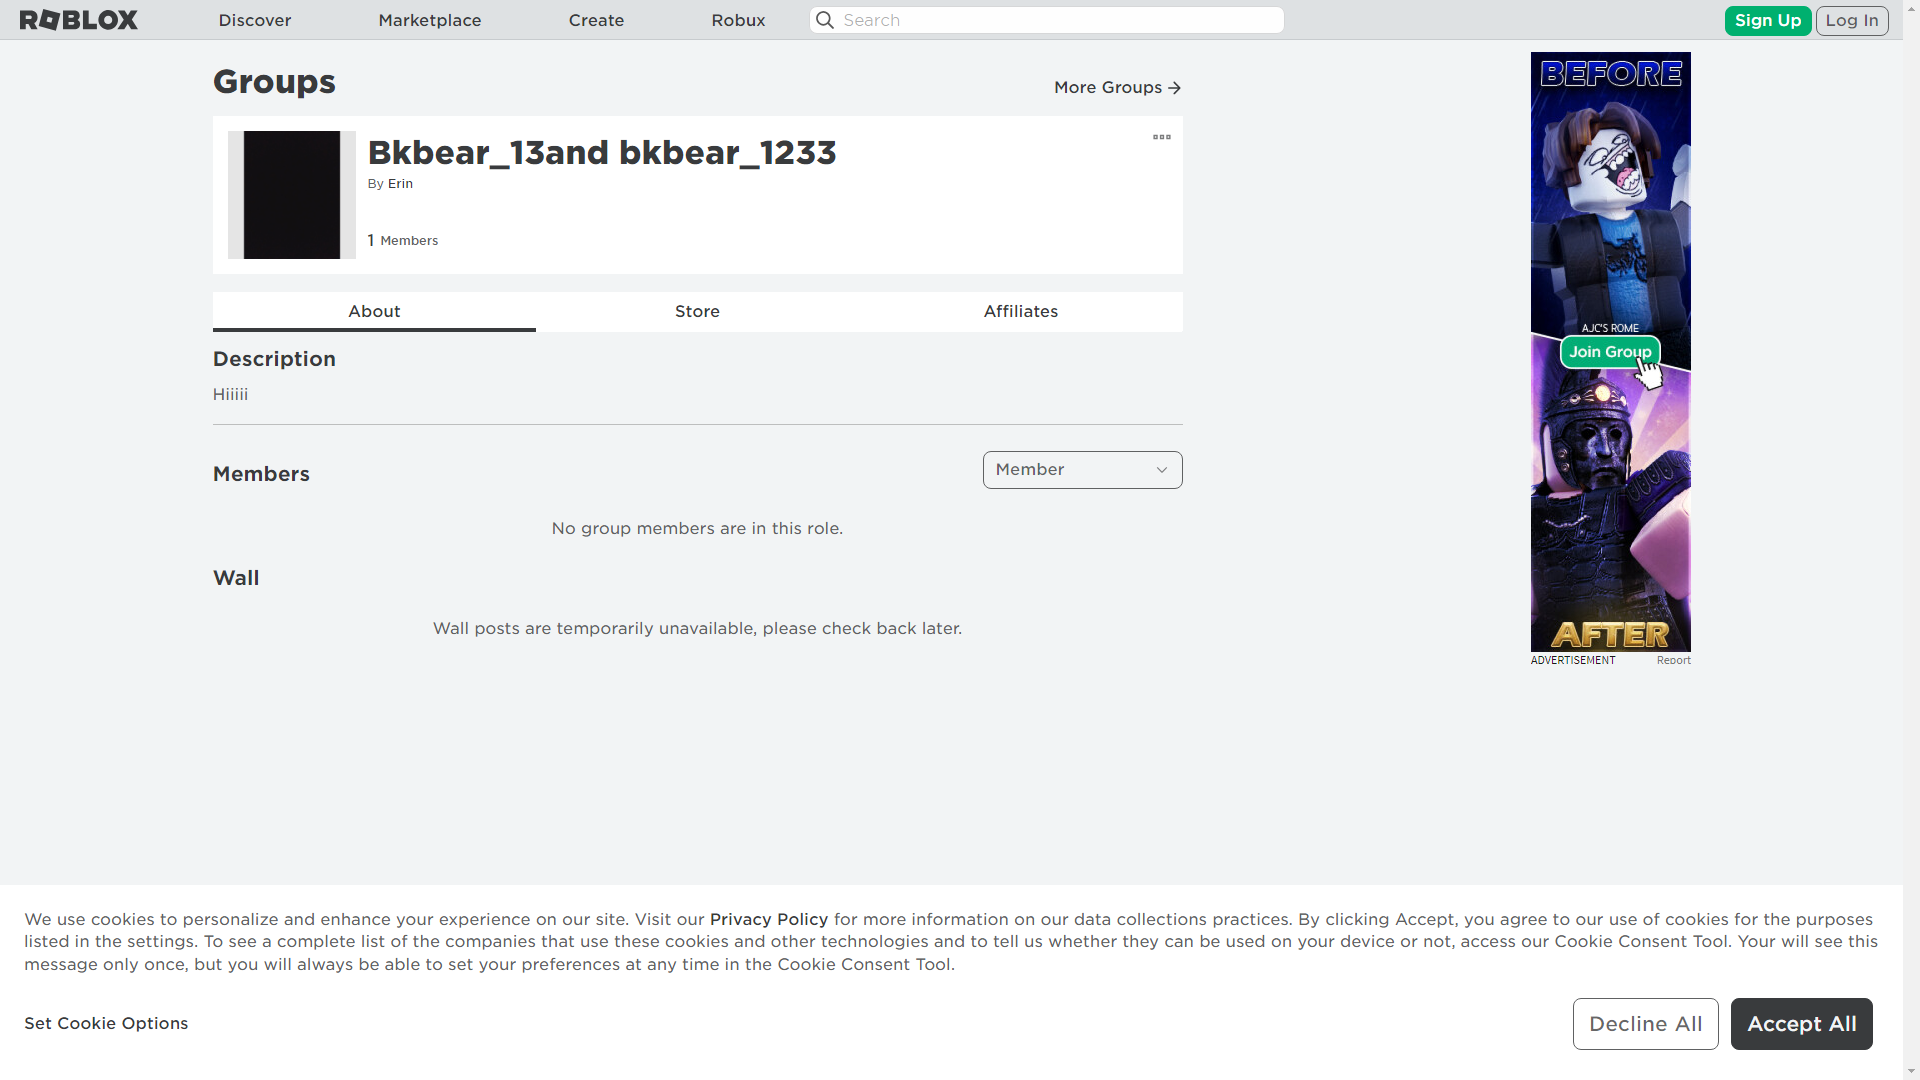 ROBLOX
Discover
Marketplace
Create
Robux
Search
Sign Up
Log In
Groups
More Groups
Bkbear_13and bkbear_1233
By Erin
1 Members
About
Store
Affiliates
Description
Hiiiii
Members
Member
No group members are in this role.
Wall
Wall posts are temporarily unavailable, please check back later.
BEFORE
AJC'S ROME
Join Group
AFTER
ADVERTISEMENT
Report
We use cookies to personalize and enhance your experience on our site. Visit our Privacy Policy for more information on our data collections practices. By clicking Accept, you agree to our use of cookies for the purposes
listed in the settings. To see a complete list of the companies that use these cookies and other technologies and to tell us whether they can be used on your device or not, access our Cookie Consent Tool. Your will see this
message only once, but you will always be able to set your preferences at any time in the Cookie Consent Tool.
Set Cookie Options
Decline All
Accept All